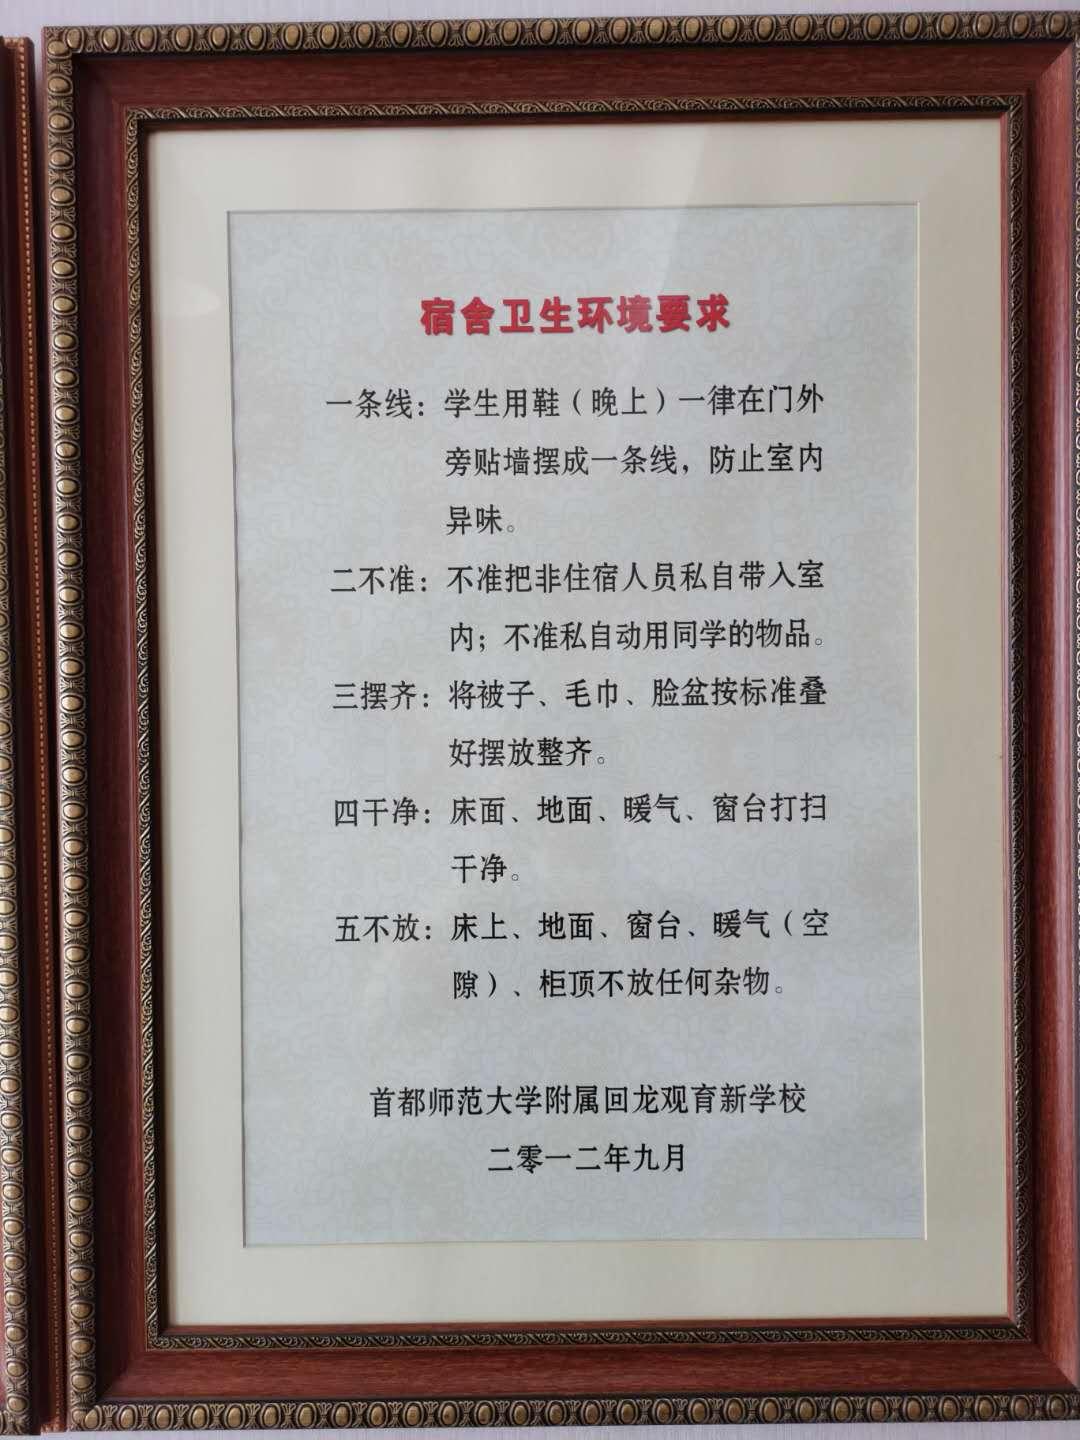 宿舍卫生环境要求
一条线：学生用鞋（晚上）一律在门外
旁贴墙摆成一条线，防止室内
异味。
二不准：不准把非住宿人员私自带入室
内；不准私自动用同学的物品。
三摆齐：将被子、毛巾、脸盆按标准叠
好摆放整齐。
四干净：床面、地面、暖气、窗台打扫
干净。
五不放：床上、地面、窗台、暖气（空
隙）、柜顶不放任何杂物。
首都师范大学附属回龙观育新学校
二零一二年九月